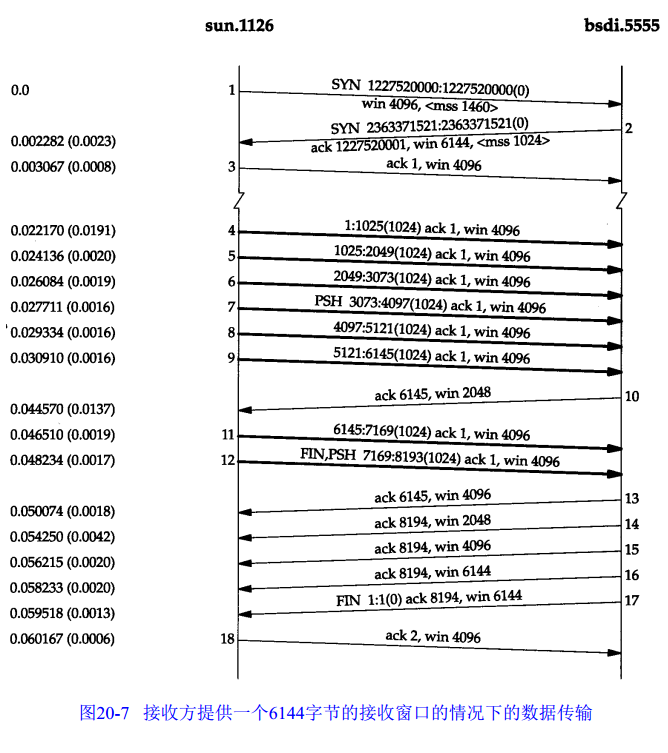 sun.1126 bsdi.5555
0.0 1 SYN 1227520000:1227520000(0)
win 4096, <mss 1460>
SYN 2363371521:2363371521(0) 2
0.002282 (0.0023) ack 1227520001, win 6144, <mss 1024>
0.003067 (0.0008) 3 ack 1, win 4096
0.022170 (0.0191) 4 1:1025(1024) ack 1, win 4096
0.024136 (0.0020) 5 1025:2049(1024) ack 1, win 4096
0.026084 (0.0019) 6 2049:3073(1024) ack 1, win 4096
0.027711 (0.0016) 7 PSH 3073:4097(1024) ack 1, win 4096
0.029334 (0.0016) 8 4097:5121(1024) ack 1, win 4096
0.030910 (0.0016) 9 5121:6145(1024) ack 1, win 4096
ack 6145, win 2048 10
0.044570 (0.0137)
0.046510 (0.0019) 11 6145:7169(1024) ack 1, win 4096
0.048234 (0.0017) 12 FIN,PSH 7169:8193(1024) ack 1, win 4096
ack 6145, win 4096 13
0.050074 (0.0018)
ack 8194, win 2048 14
0.054250 (0.0042)
ack 8194, win 4096 15
0.056215 (0.0020)
ack 8194, win 6144 16
0.058233 (0.0020)
FIN 1:1(0) ack 8194, win 6144 17
0.059518 (0.0013)
0.060167 (0.0006) 18 ack 2, win 4096
图20-7 接收方提供一个6144字节的接收窗口的情况下的数据传输